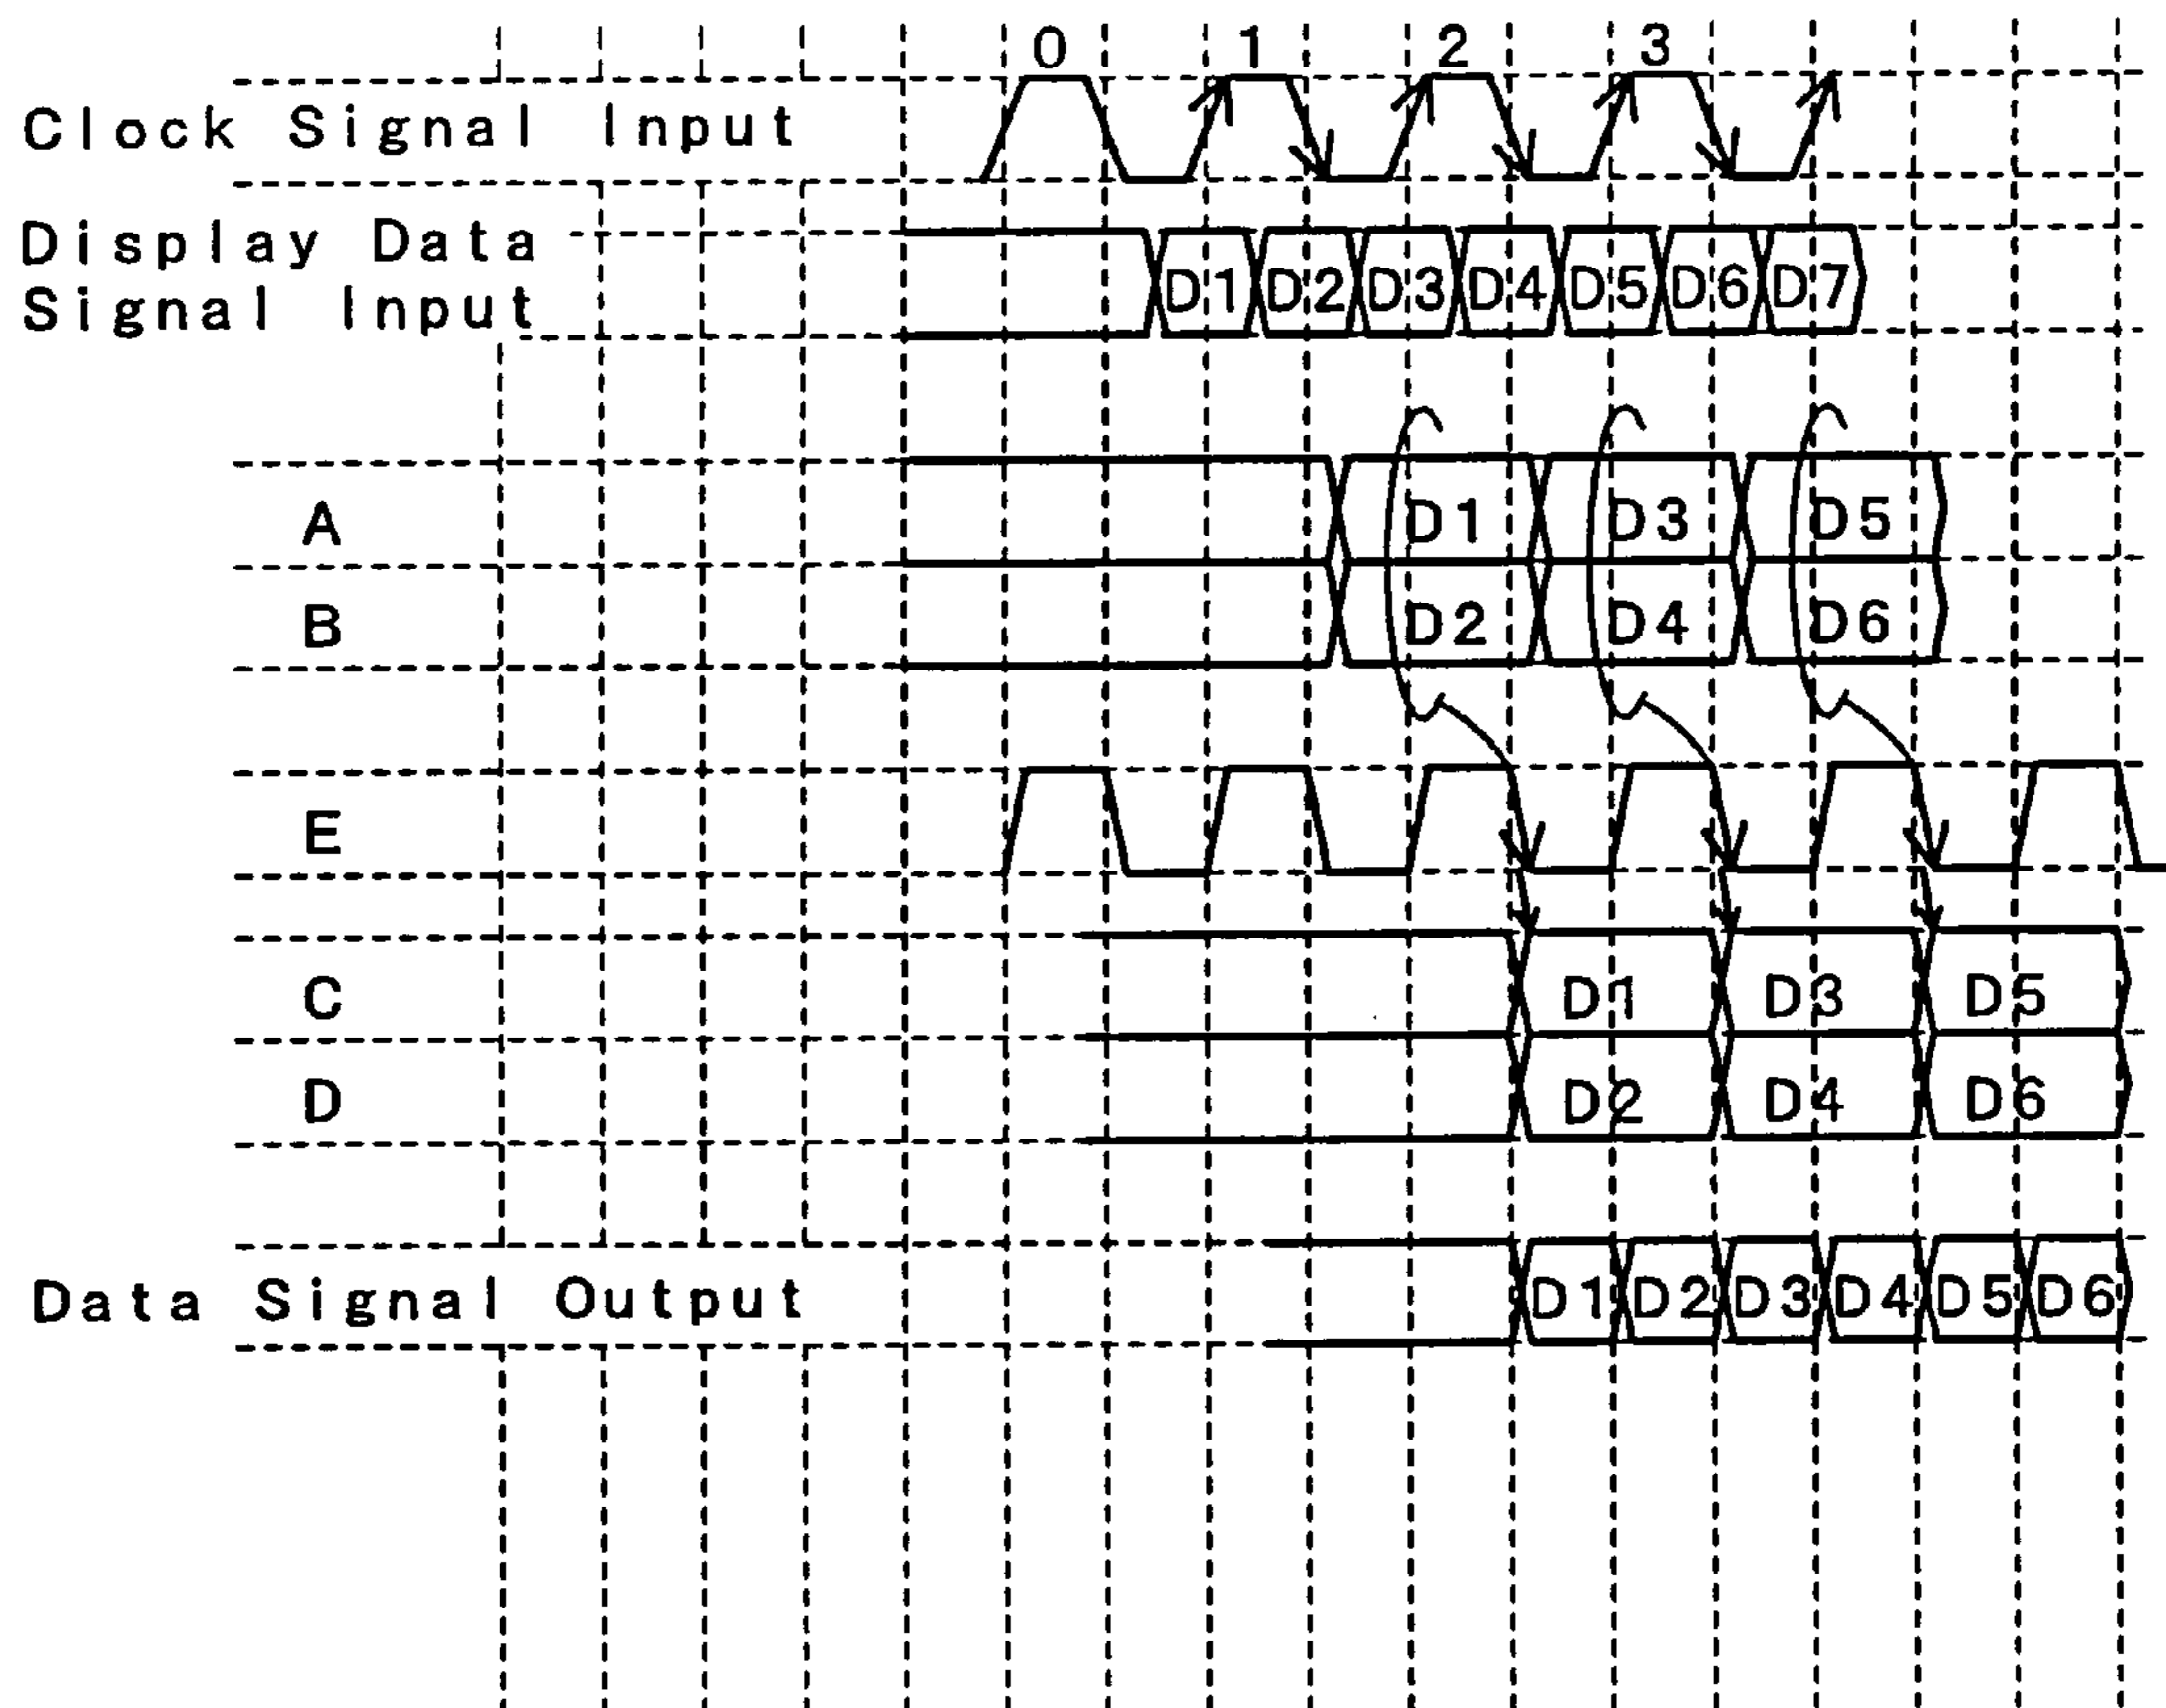 0 1 2 3
Clock Signal Input
Display Data
Signal Input
D1 D2 D3 D4 D5 D6 D7
A D1 D3 D5
B D2 D4 D6
E
C D1 D3 D5
D D2 D4 D6
Data Signal Output D1 D2 D3 D4 D5 D6